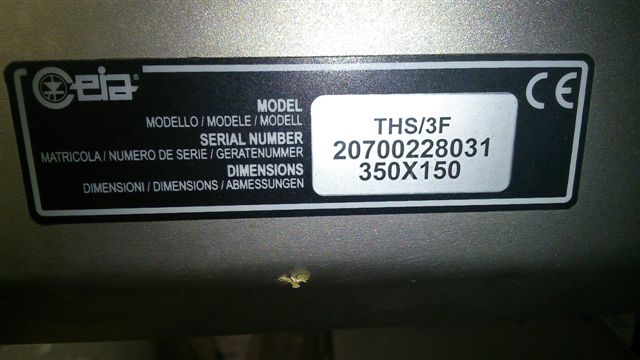 ceia®
CE
MODEL
MODELLO / MODELE / MODELL
THS/3F
SERIAL NUMBER
MATRICOLA / NUMERO DE SERIE / GERATENUMMER
20700228031
DIMENSIONS
DIMENSIONI / DIMENSIONS / ABMESSUNGEN
350X150